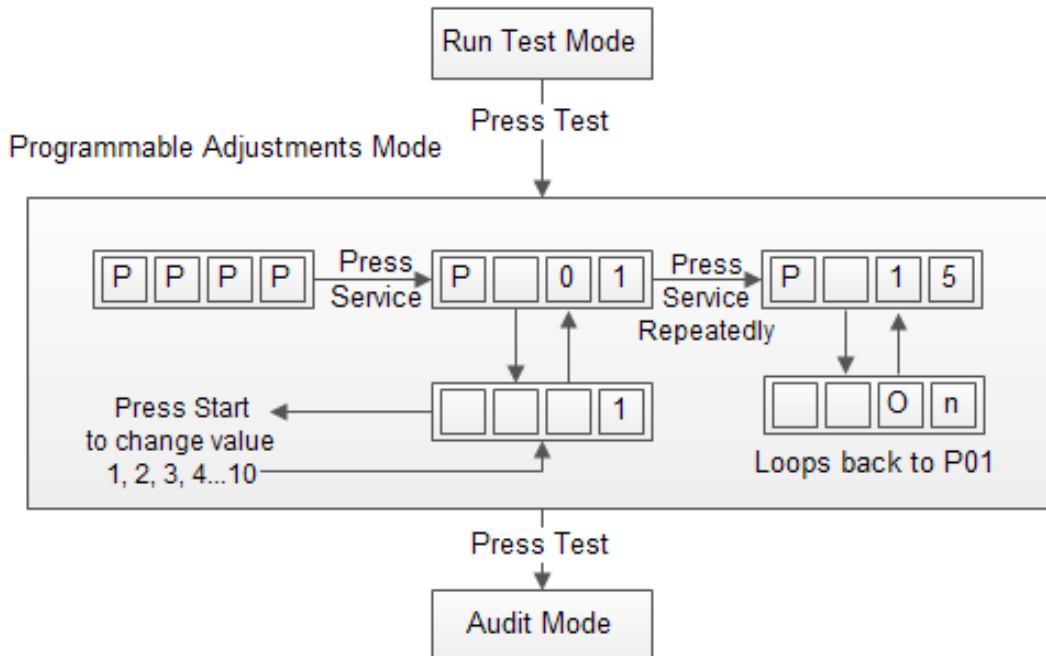 Run Test Mode
Press Test
Programmable Adjustments Mode
P P P P
Press
Service
P 0 1
Press
Service
Repeatedly
P 1 5
1
O n
Press Start
to change value
1, 2, 3, 4...10
Loops back to P01
Press Test
Audit Mode